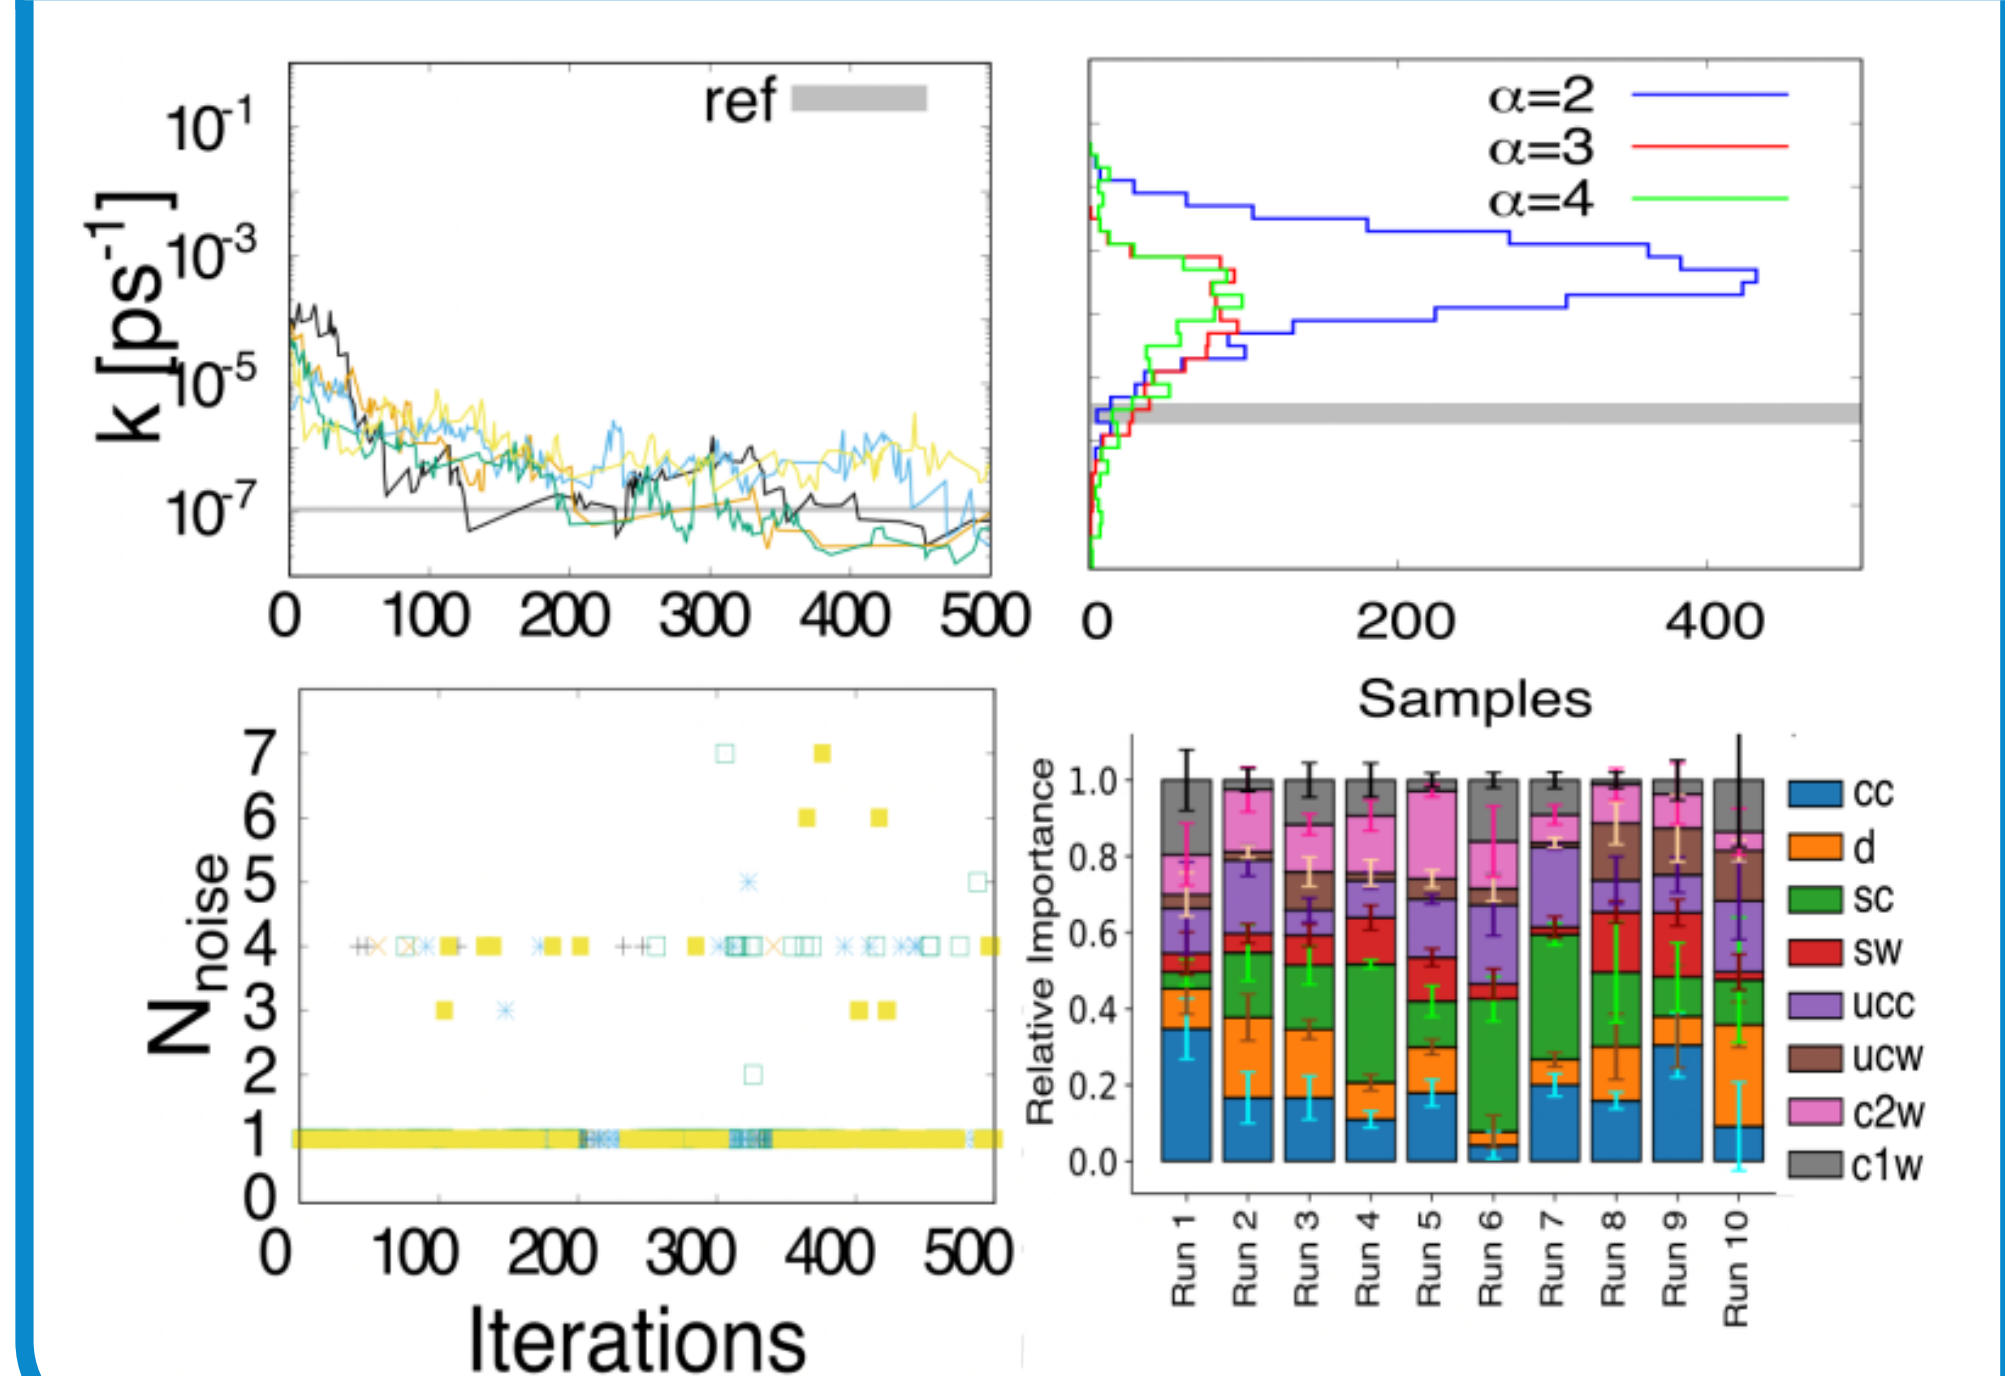 ref
10-1
10-3
10-5
10-7
k [ps-1]
0 100 200 300 400 500
α=2
α=3
α=4
0 200 400
Samples
7
6
5
4
3
2
1
0
Nnoise
0 100 200 300 400 500
Iterations
Relative Importance
1.0
0.8
0.6
0.4
0.2
0.0
Run 1
Run 2
Run 3
Run 4
Run 5
Run 6
Run 7
Run 8
Run 9
Run 10
cc
d
sc
sw
ucc
ucw
c2w
c1w